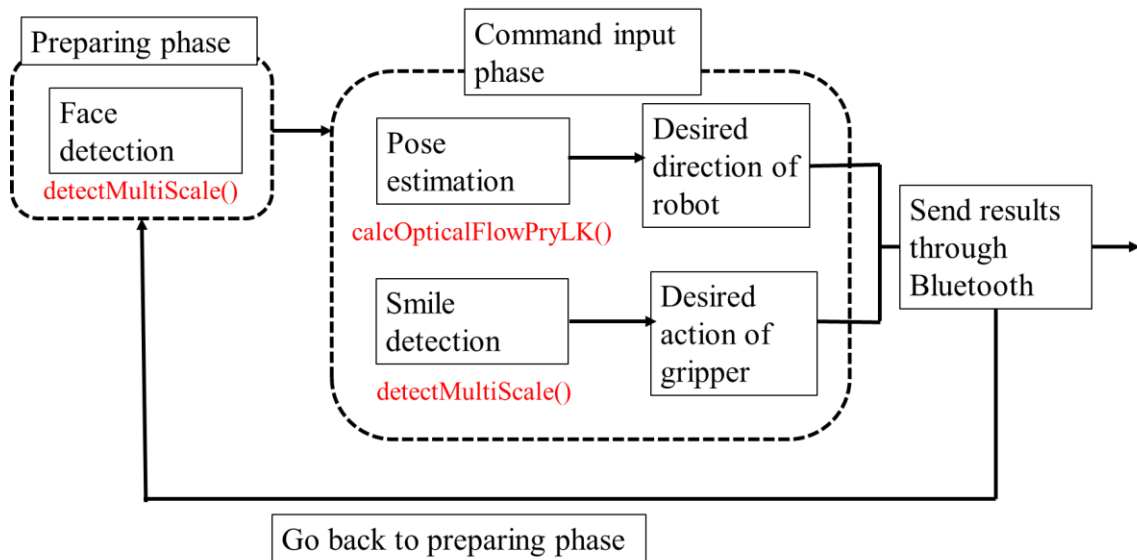 Preparing phase
Face
detection
detectMultiScale()
Command input
phase
Pose
estimation
calcOpticalFlowPryLK()
Desired
direction of
robot
Smile
detection
detectMultiScale()
Desired
action of
gripper
Send results
through
Bluetooth
Go back to preparing phase